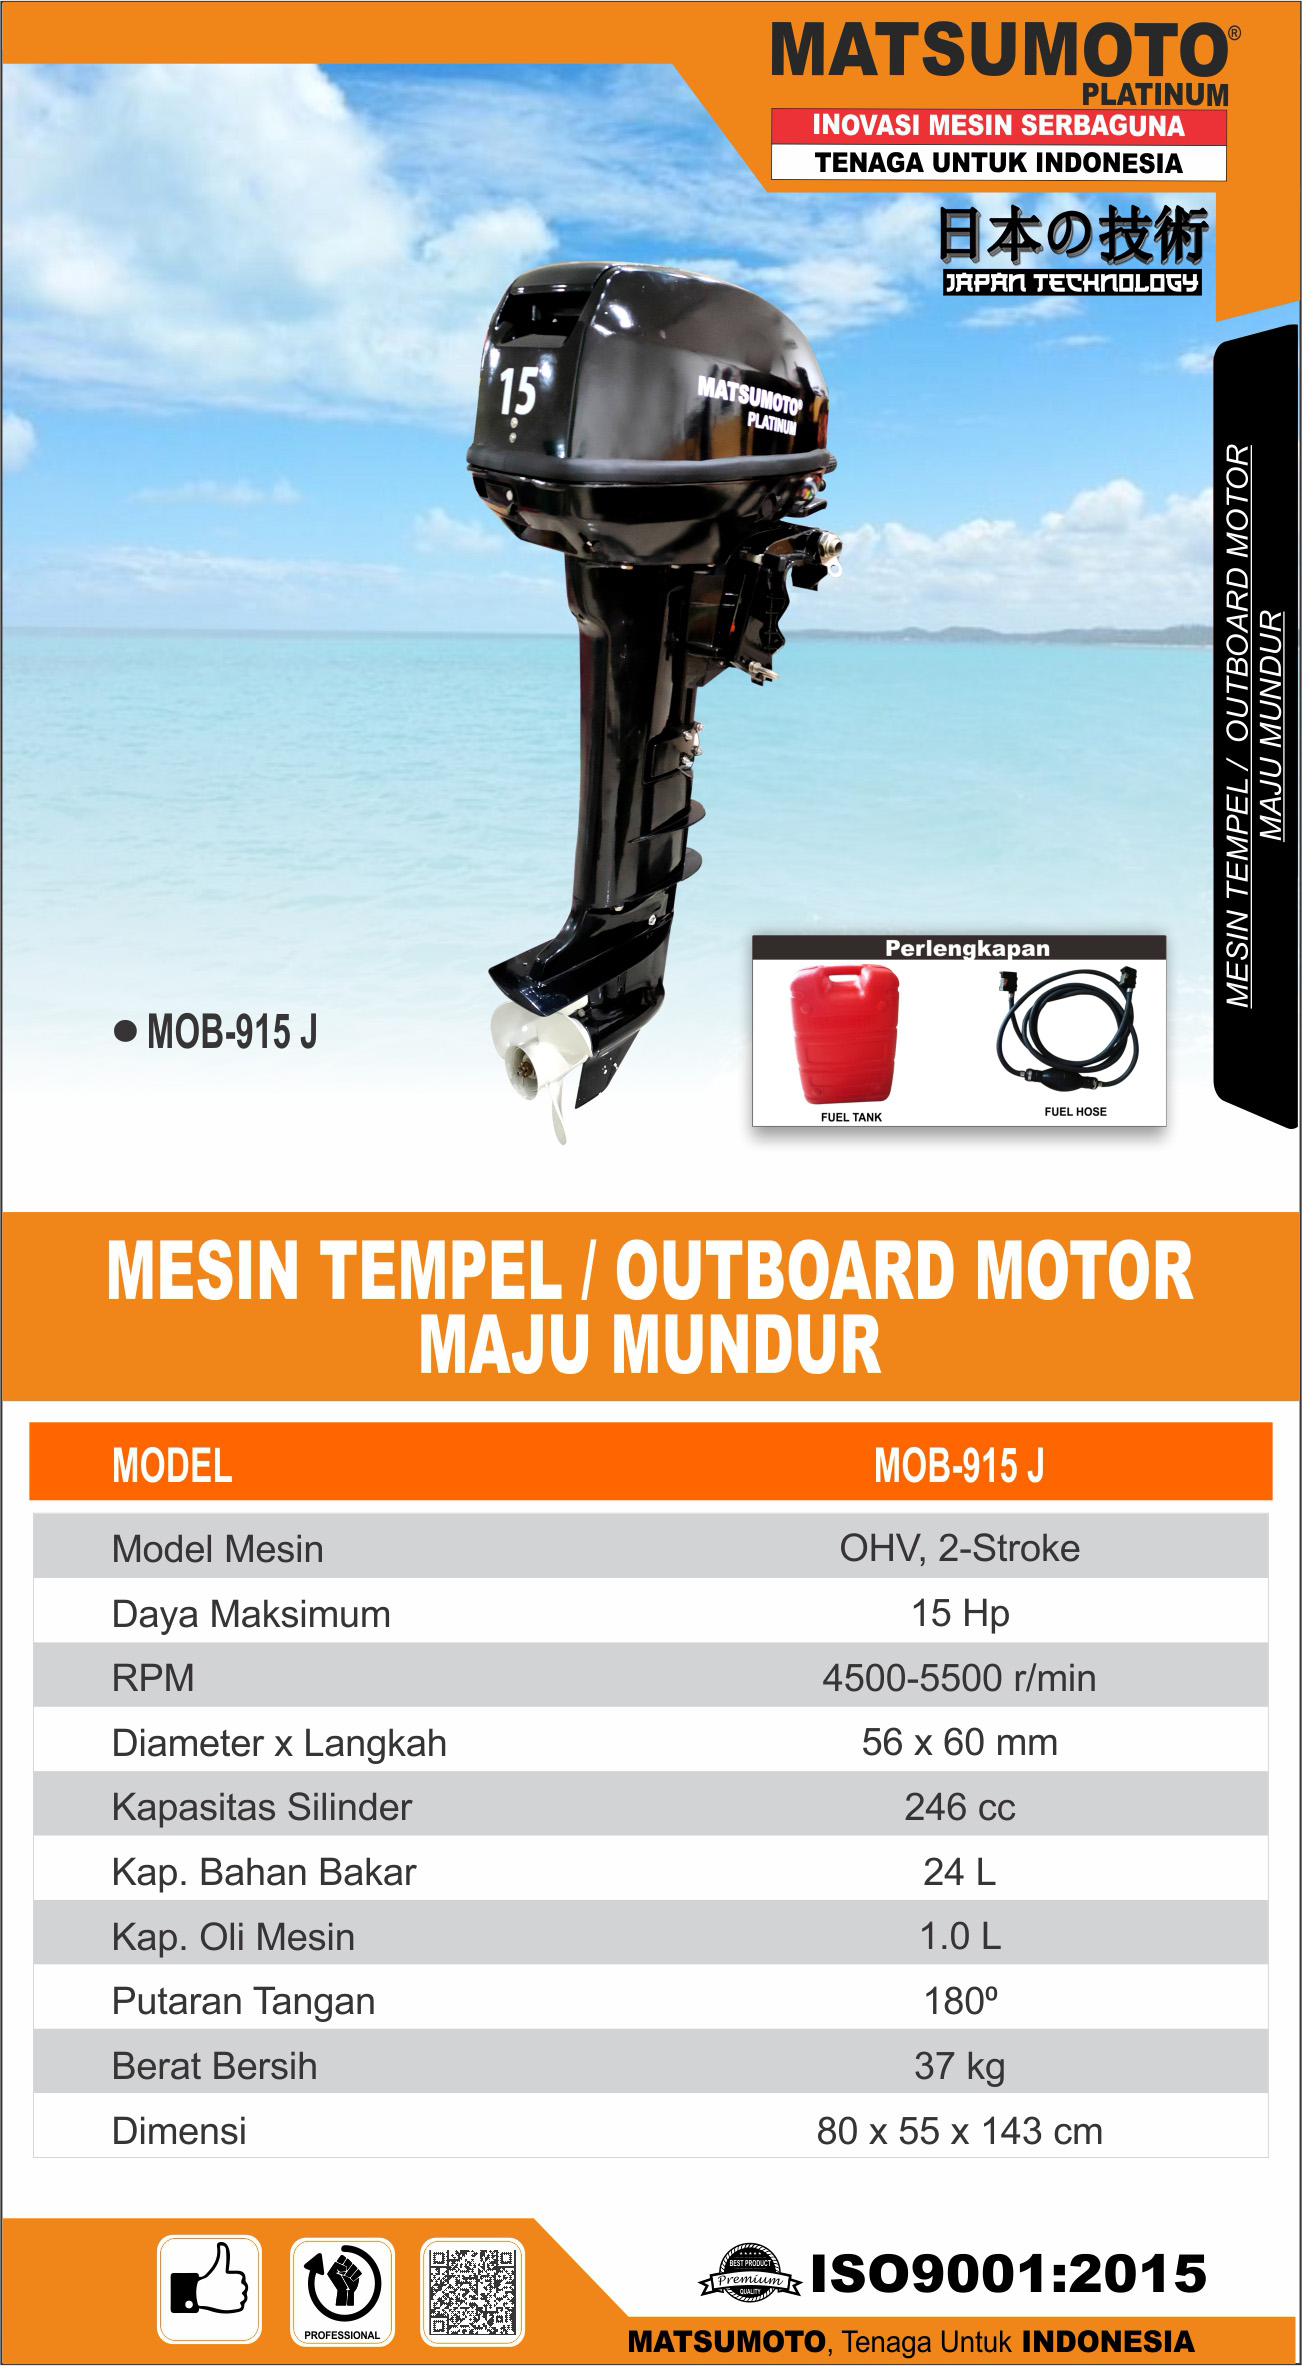 MATSUMOTO®
PLATINUM
INOVASI MESIN SERBAGUNA
TENAGA UNTUK INDONESIA
日本の技術
JAPAN TECHNOLOGY
15
MATSUMOTO®
PLATINUM
MESIN TEMPEL / OUTBOARD MOTOR
MAJU MUNDUR
● MOB-915 J
Perlengkapan
FUEL TANK
FUEL HOSE
MESIN TEMPEL / OUTBOARD MOTOR
MAJU MUNDUR
MODEL MOB-915 J
Model Mesin OHV, 2-Stroke
Daya Maksimum 15 Hp
RPM 4500-5500 r/min
Diameter x Langkah 56 x 60 mm
Kapasitas Silinder 246 cc
Kap. Bahan Bakar 24 L
Kap. Oli Mesin 1.0 L
Putaran Tangan 180º
Berat Bersih 37 kg
Dimensi 80 x 55 x 143 cm
PROFESSIONAL
BEST PRODUCT
Premium
QUALITY
ISO9001:2015
MATSUMOTO, Tenaga Untuk INDONESIA